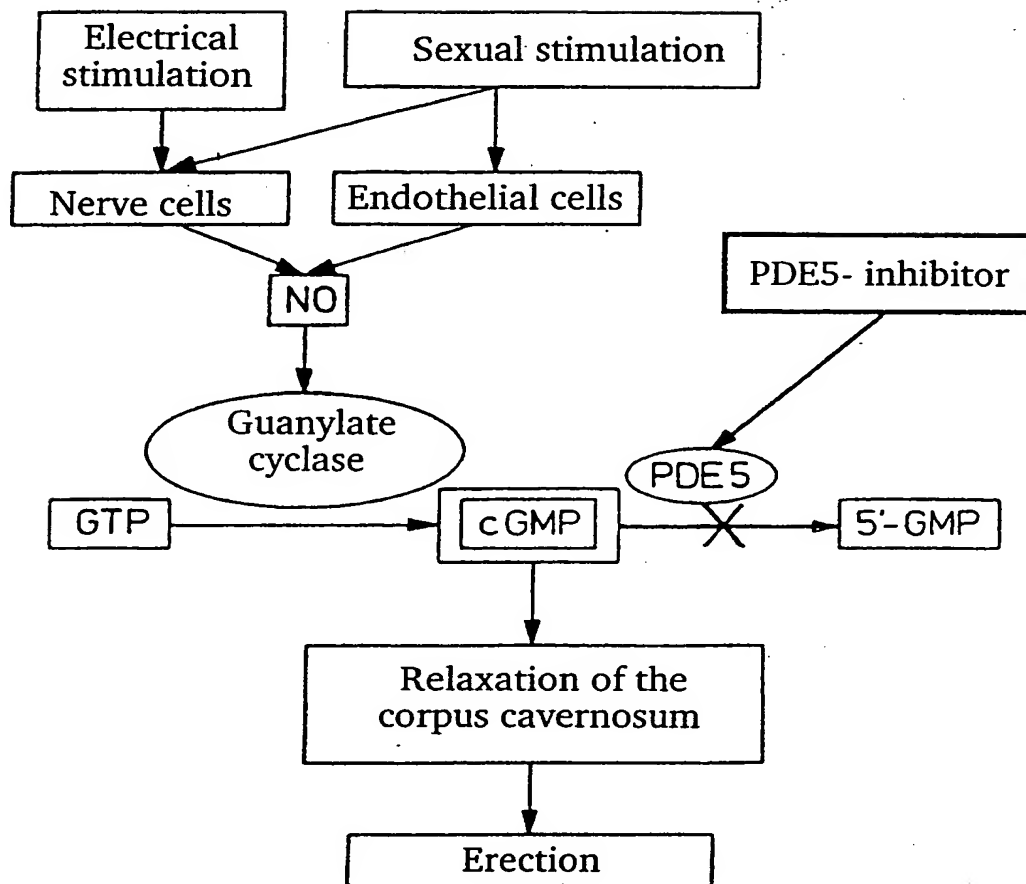 Electrical
stimulation
Sexual stimulation
Nerve cells
Endothelial cells
NO
PDE5- inhibitor
Guanylate
cyclase
PDE5
GTP
cGMP
5'-GMP
Relaxation of the
corpus cavernosum
Erection